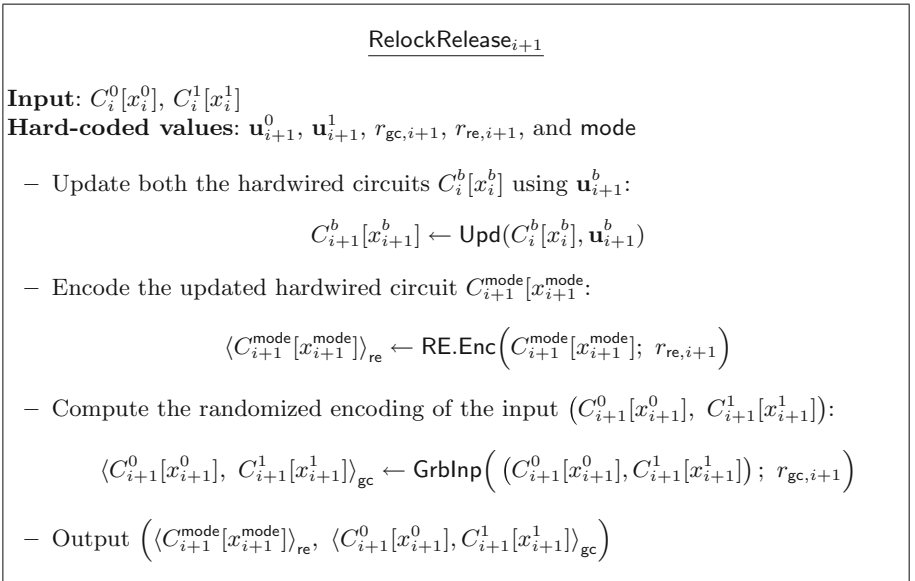 RelockRelease_{i+1}
Input: C_i^0[x_i^0], C_i^1[x_i^1]
Hard-coded values: u_{i+1}^0, u_{i+1}^1, r_{gc,i+1}, r_{re,i+1}, and mode
– Update both the hardwired circuits C_i^b[x_i^b] using u_{i+1}^b:
C_{i+1}^b[x_{i+1}^b] ← Upd(C_i^b[x_i^b], u_{i+1}^b)
– Encode the updated hardwired circuit C_{i+1}^{mode}[x_{i+1}^{mode}:
⟨C_{i+1}^{mode}[x_{i+1}^{mode}]⟩_{re} ← RE.Enc(C_{i+1}^{mode}[x_{i+1}^{mode}]; r_{re,i+1})
– Compute the randomized encoding of the input (C_{i+1}^0[x_{i+1}^0], C_{i+1}^1[x_{i+1}^1]):
⟨C_{i+1}^0[x_{i+1}^0], C_{i+1}^1[x_{i+1}^1]⟩_{gc} ← GrbInp((C_{i+1}^0[x_{i+1}^0], C_{i+1}^1[x_{i+1}^1]); r_{gc,i+1})
– Output (⟨C_{i+1}^{mode}[x_{i+1}^{mode}]⟩_{re}, ⟨C_{i+1}^0[x_{i+1}^0], C_{i+1}^1[x_{i+1}^1]⟩_{gc})